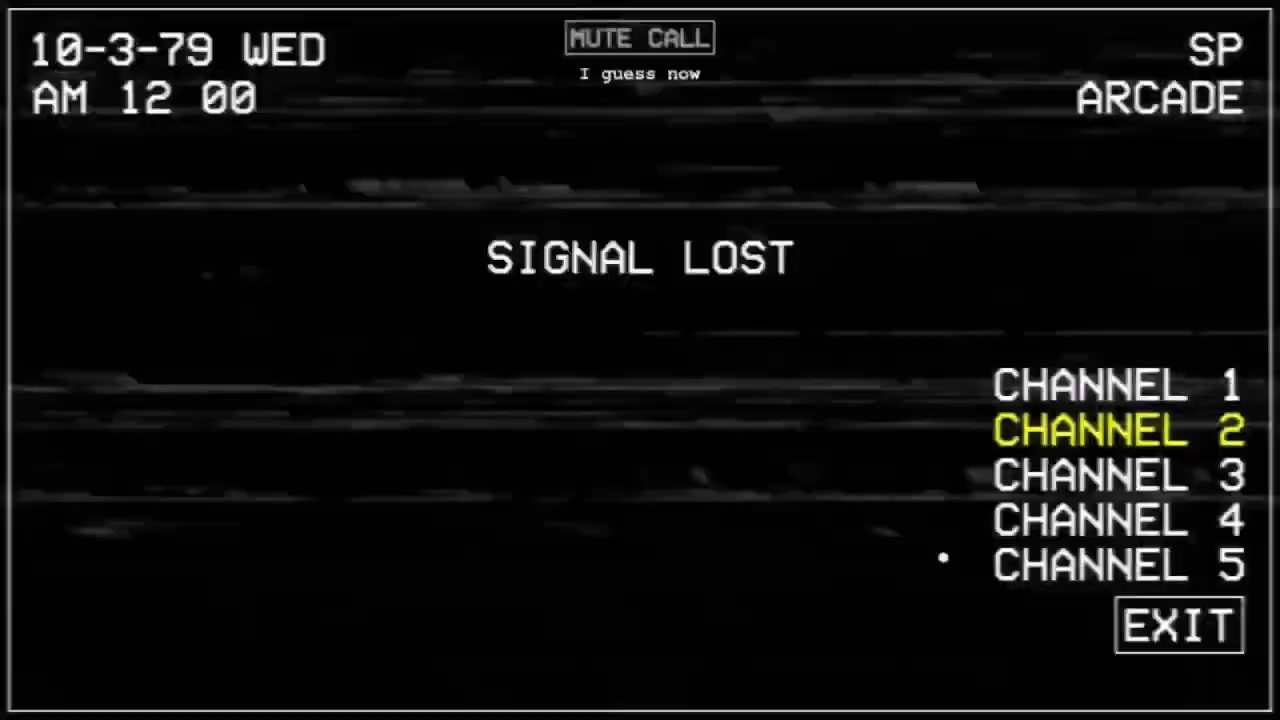 10-3-79 WED
AM 12 00
MUTE CALL
I guess now
SP
ARCADE
SIGNAL LOST
CHANNEL 1
CHANNEL 2
CHANNEL 3
CHANNEL 4
CHANNEL 5
EXIT